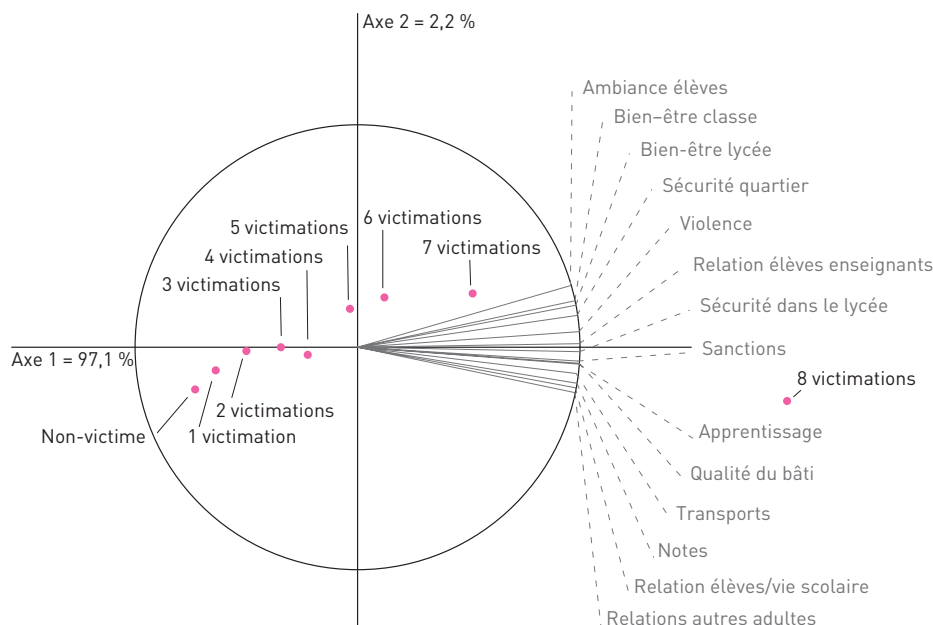 Axe 2 = 2,2 %
Ambiance élèves
Bien–être classe
Bien-être lycée
Sécurité quartier
6 victimations
5 victimations
Violence
7 victimations
4 victimations
Relation élèves enseignants
3 victimations
Sécurité dans le lycée
Sanctions
Axe 1 = 97,1 %
8 victimations
2 victimations
Non-victime
1 victimation
Apprentissage
Qualité du bâti
Transports
Notes
Relation élèves/vie scolaire
Relations autres adultes